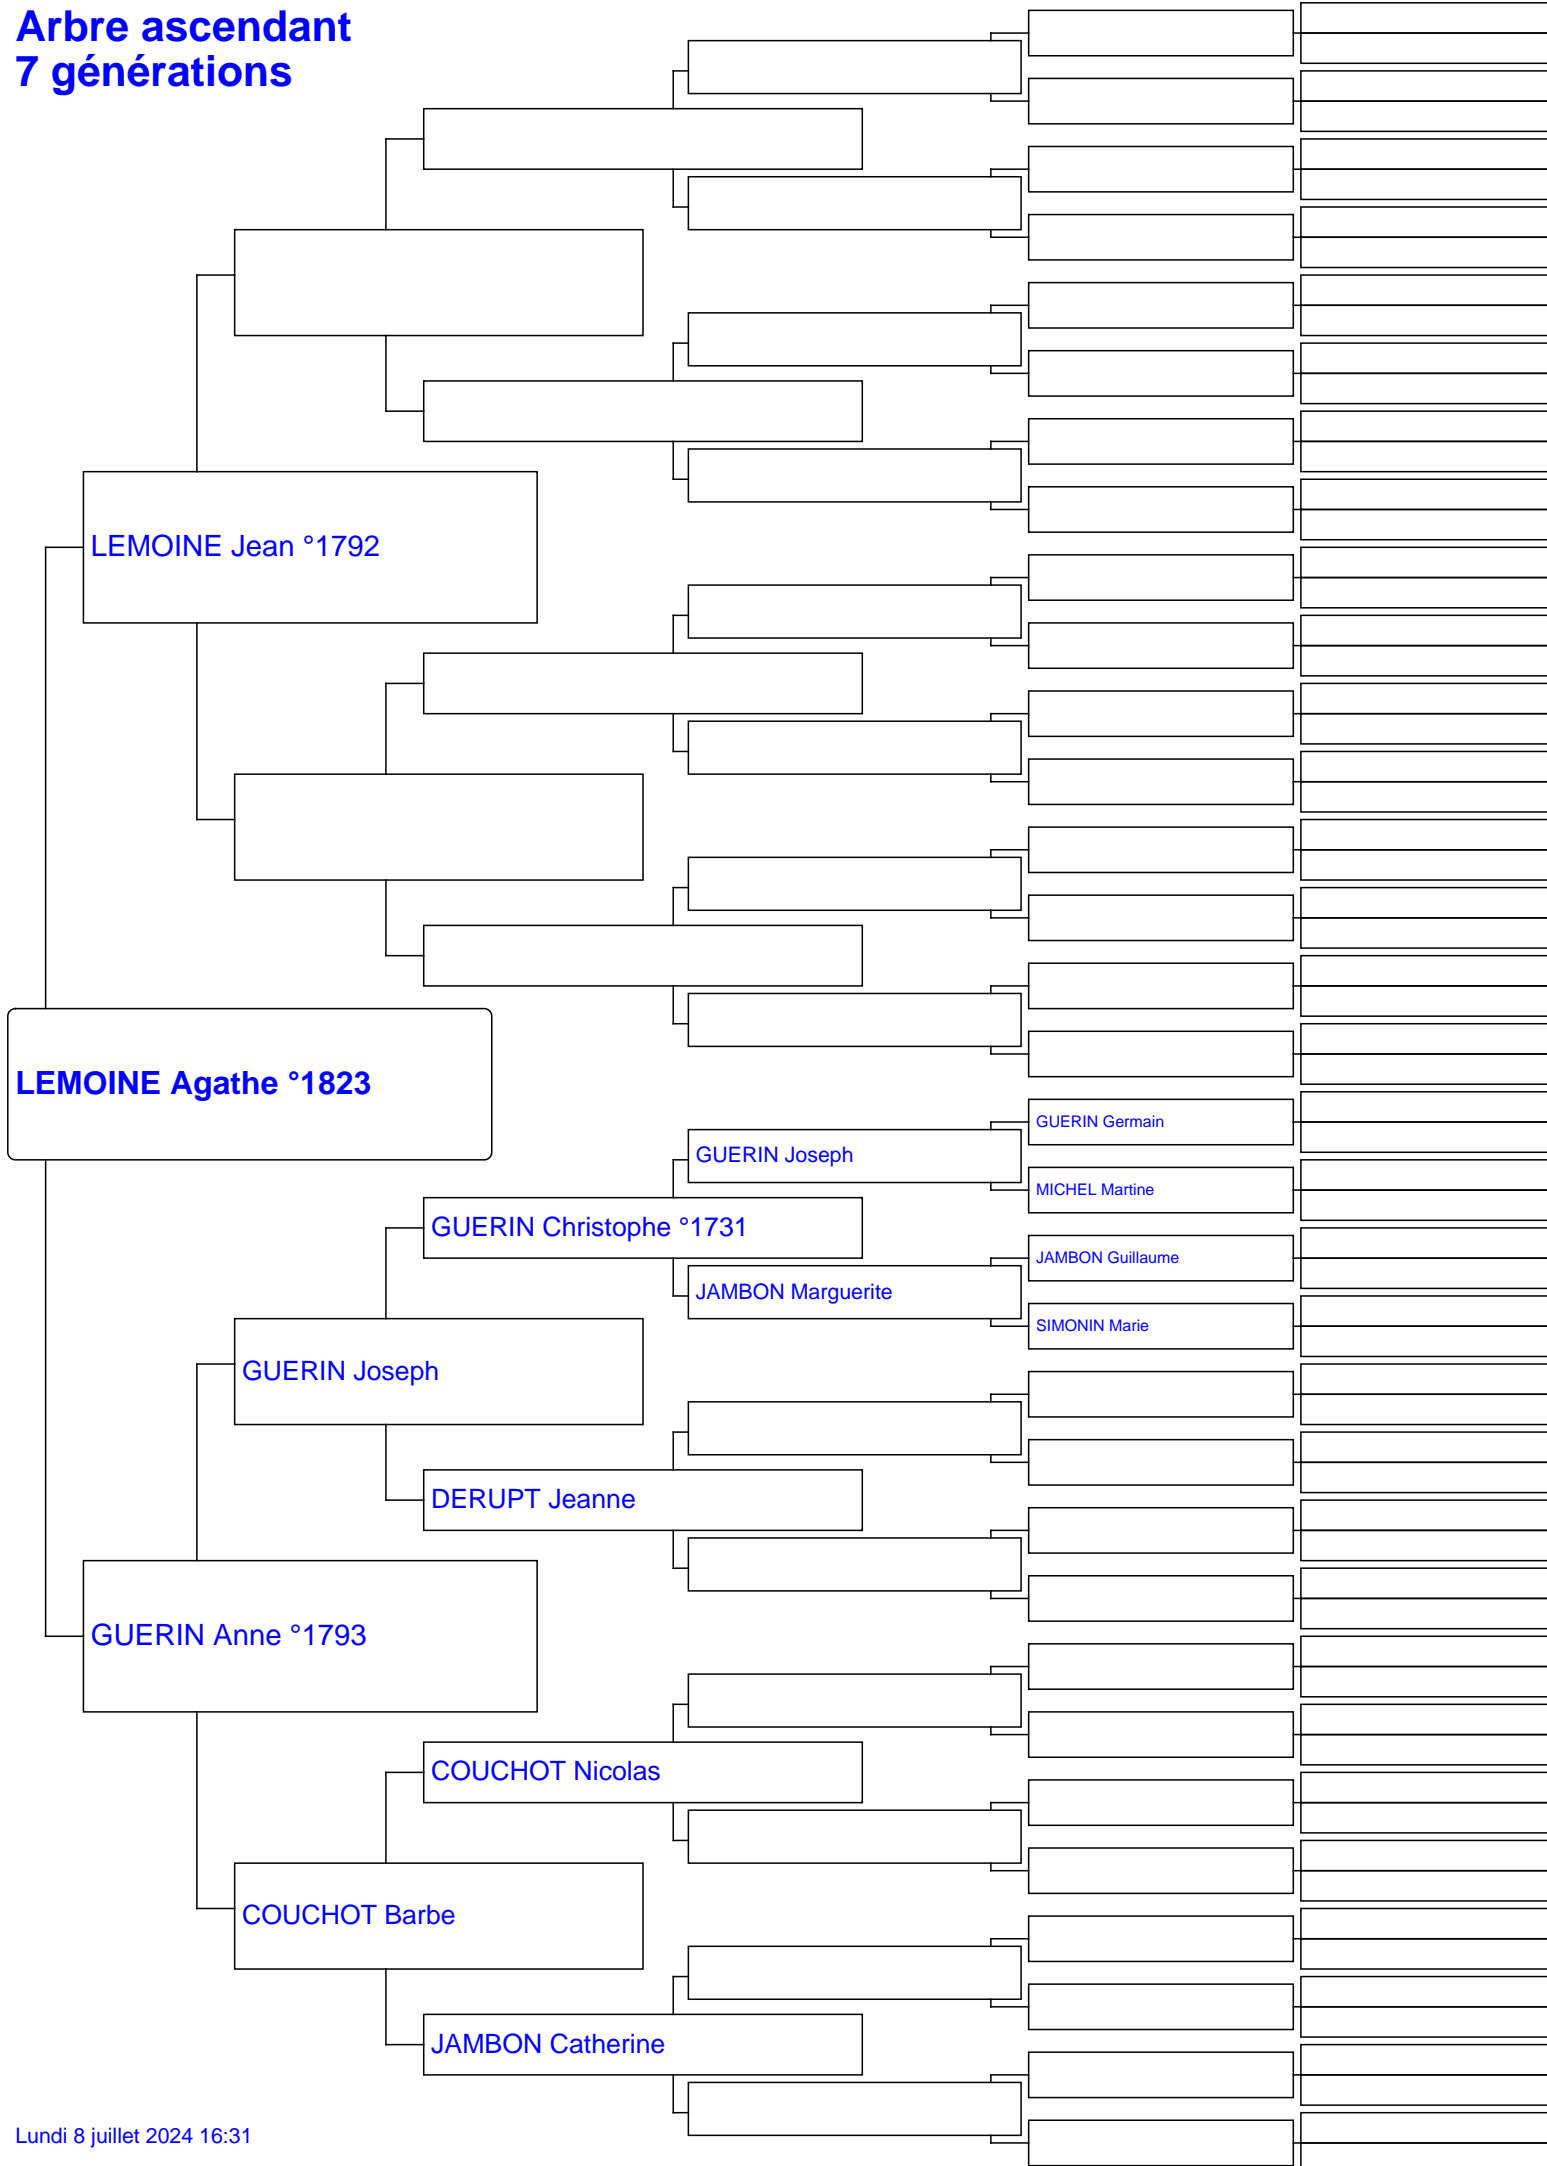 Arbre ascendant
7 générations
LEMOINE Jean °1792
LEMOINE Agathe °1823
GUERIN Germain
GUERIN Joseph
MICHEL Martine
GUERIN Christophe °1731
JAMBON Guillaume
JAMBON Marguerite
SIMONIN Marie
GUERIN Joseph
DERUPT Jeanne
GUERIN Anne °1793
COUCHOT Nicolas
COUCHOT Barbe
JAMBON Catherine
Lundi 8 juillet 2024 16:31